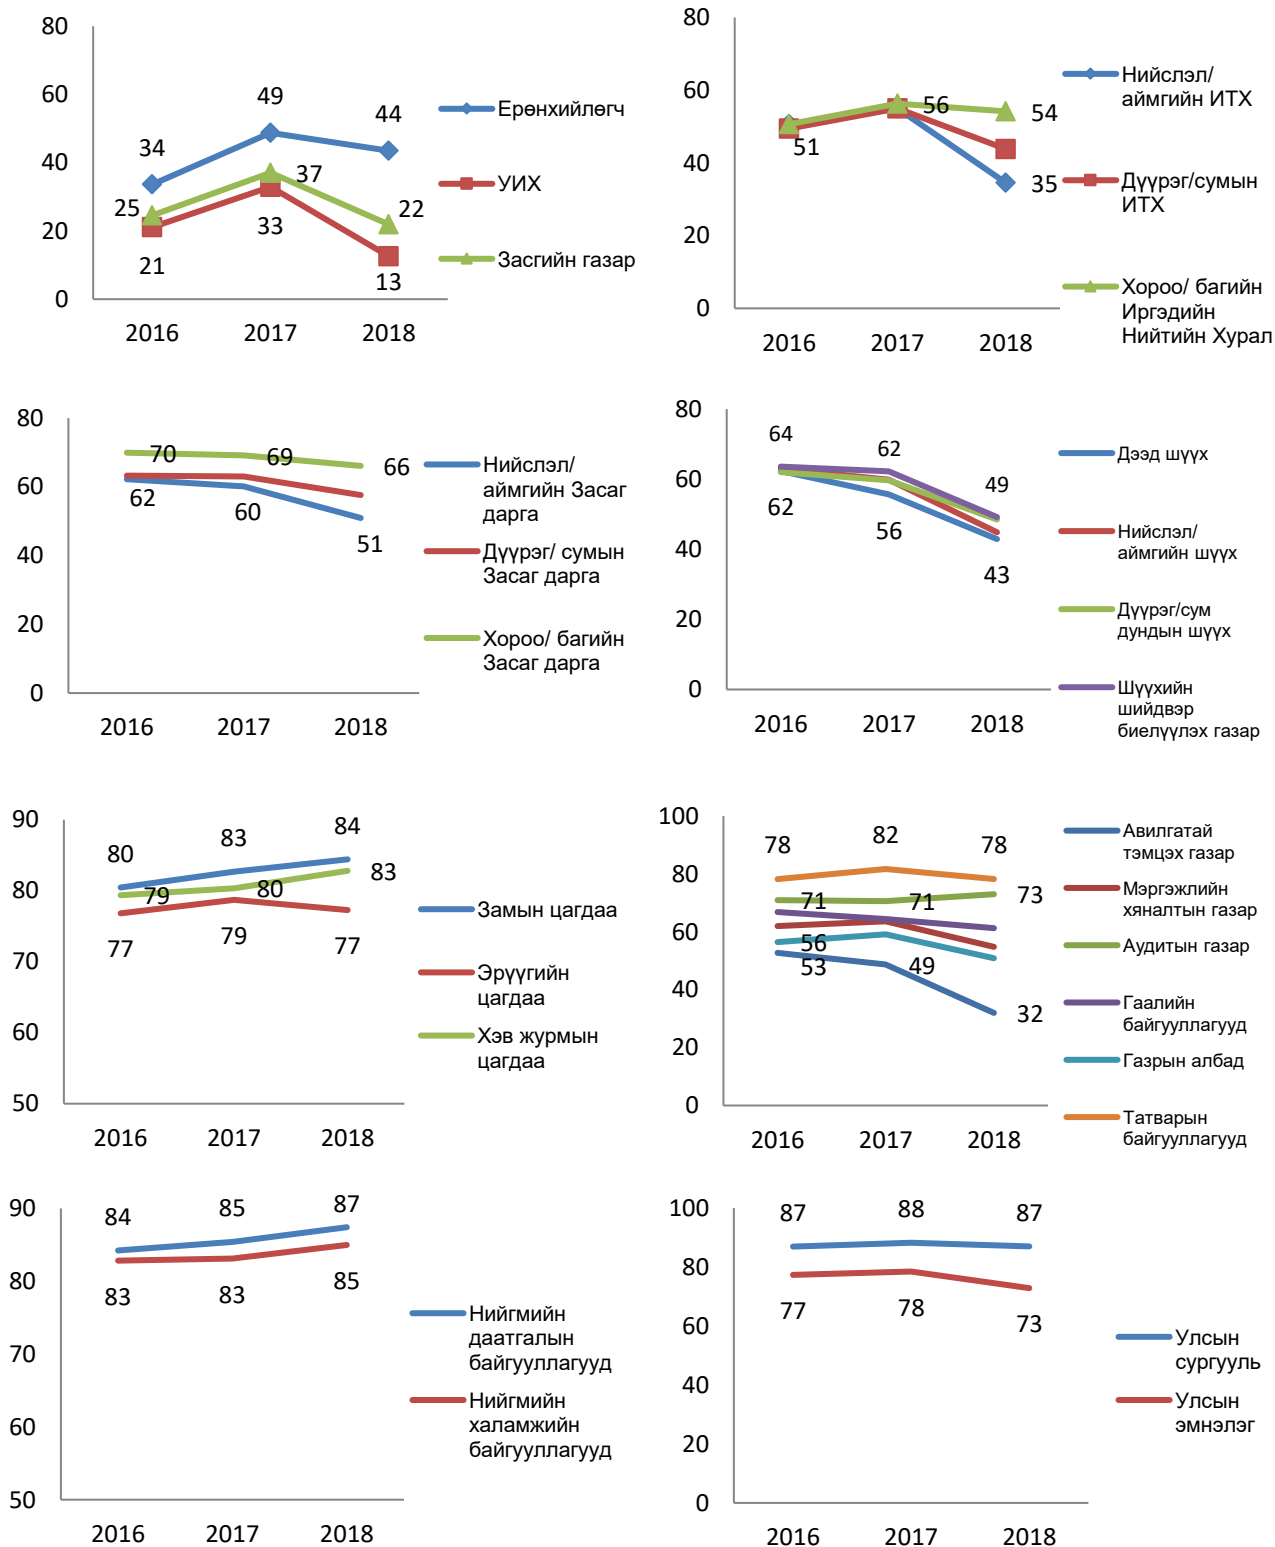 80
60
40
20
0
34
49
44
25
37
22
21
33
13
2016
2017
2018
Ерөнхийлөгч
УИХ
Засгийн газар
80
60
40
20
0
51
56
54
35
2016
2017
2018
Нийслэл/
аймгийн ИТХ
Дүүрэг/сумын
ИТХ
Хороо/ багийн
Иргэдийн
Нийтийн Хурал
80
60
40
20
0
70
69
66
62
60
51
2016
2017
2018
Нийслэл/
аймгийн Засаг
дарга
Дүүрэг/ сумын
Засаг дарга
Хороо/ багийн
Засаг дарга
80
60
40
20
0
64
62
49
62
56
43
2016
2017
2018
Дээд шүүх
Нийслэл/
аймгийн шүүх
Дүүрэг/сум
дундын шүүх
Шүүхийн
шийдвэр
биелүүлэх газар
90
80
70
60
50
80
83
84
79
80
83
77
79
77
2016
2017
2018
Замын цагдаа
Эрүүгийн
цагдаа
Хэв журмын
цагдаа
100
80
60
40
20
0
78
82
78
71
71
73
56
53
49
32
2016
2017
2018
Авилгатай
тэмцэх газар
Мэргэжлийн
хяналтын газар
Аудитын газар
Гаалийн
байгууллагууд
Газрын албад
Татварын
байгууллагууд
90
80
70
60
50
84
85
87
83
83
85
2016
2017
2018
Нийгмийн
даатгалын
байгууллагууд
Нийгмийн
халамжийн
байгууллагууд
100
80
60
40
20
0
87
88
87
77
78
73
2016
2017
2018
Улсын
сургууль
Улсын
эмнэлэг